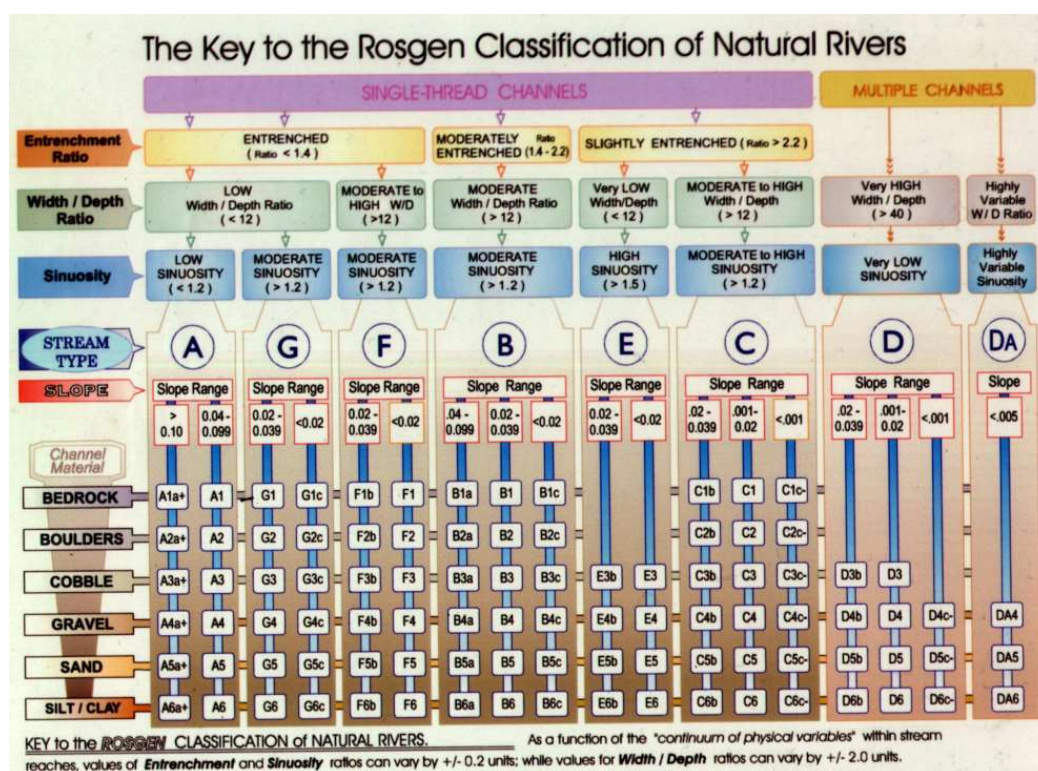 The Key to the Rosgen Classification of Natural Rivers
SINGLE-THREAD CHANNELS
MULTIPLE CHANNELS
Entrenchment
Ratio
ENTRENCHED
( Ratio < 1.4 )
MODERATELY Ratio
ENTRENCHED (1.4 - 2.2)
SLIGHTLY ENTRENCHED ( Ratio > 2.2 )
Width / Depth
Ratio
LOW
Width / Depth Ratio
( < 12 )
MODERATE to
HIGH W/D
( >12 )
MODERATE
Width / Depth Ratio
( > 12 )
Very LOW
Width/Depth
( < 12 )
MODERATE to HIGH
Width / Depth
( > 12 )
Very HIGH
Width / Depth
( > 40 )
Highly
Variable
W / D Ratio
Sinuosity
LOW
SINUOSITY
( < 1.2 )
MODERATE
SINUOSITY
( > 1.2 )
MODERATE
SINUOSITY
( > 1.2 )
MODERATE
SINUOSITY
( > 1.2 )
HIGH
SINUOSITY
( > 1.5 )
MODERATE to HIGH
SINUOSITY
( > 1.2 )
Very LOW
SINUOSITY
Highly
Variable
Sinuosity
STREAM
TYPE
A G F B E C D DA
SLOPE
Slope Range Slope Range Slope Range Slope Range Slope Range Slope Range Slope Range Slope
> 0.10
0.04 - 0.099
0.02 - 0.039
<0.02
0.02 - 0.039
<0.02
.04 - 0.099
0.02 - 0.039
<0.02
0.02 - 0.039
<0.02
.02 - 0.039
.001- 0.02
<.001
.02 - 0.039
.001- 0.02
<.001
<.005
Channel
Material
BEDROCK A1a+ A1 G1 G1c F1b F1 B1a B1 B1c C1b C1 C1c-
BOULDERS A2a+ A2 G2 G2c F2b F2 B2a B2 B2c C2b C2 C2c-
COBBLE A3a+ A3 G3 G3c F3b F3 B3a B3 B3c E3b E3 C3b C3 C3c- D3b D3
GRAVEL A4a+ A4 G4 G4c F4b F4 B4a B4 B4c E4b E4 C4b C4 C4c- D4b D4 D4c- DA4
SAND A5a+ A5 G5 G5c F5b F5 B5a B5 B5c E5b E5 C5b C5 C5c- D5b D5 D5c- DA5
SILT / CLAY A6a+ A6 G6 G6c F6b F6 B6a B6 B6c E6b E6 C6b C6 C6c- D6b D6 D6c- DA6
KEY to the ROSGEN CLASSIFICATION of NATURAL RIVERS. As a function of the "continuum of physical variables" within stream
reaches, values of Entrenchment and Sinuosity ratios can vary by +/- 0.2 units; while values for Width / Depth ratios can vary by +/- 2.0 units.